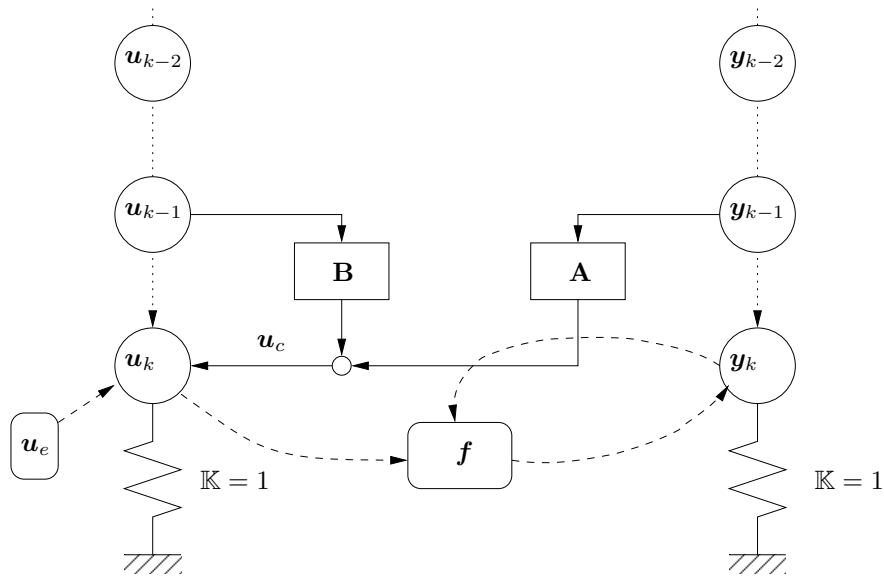 u_{k−2} y_{k−2}
u_{k−1} y_{k−1}
B A
u_c
u_k y_k
u_e f
𝕂 = 1 𝕂 = 1